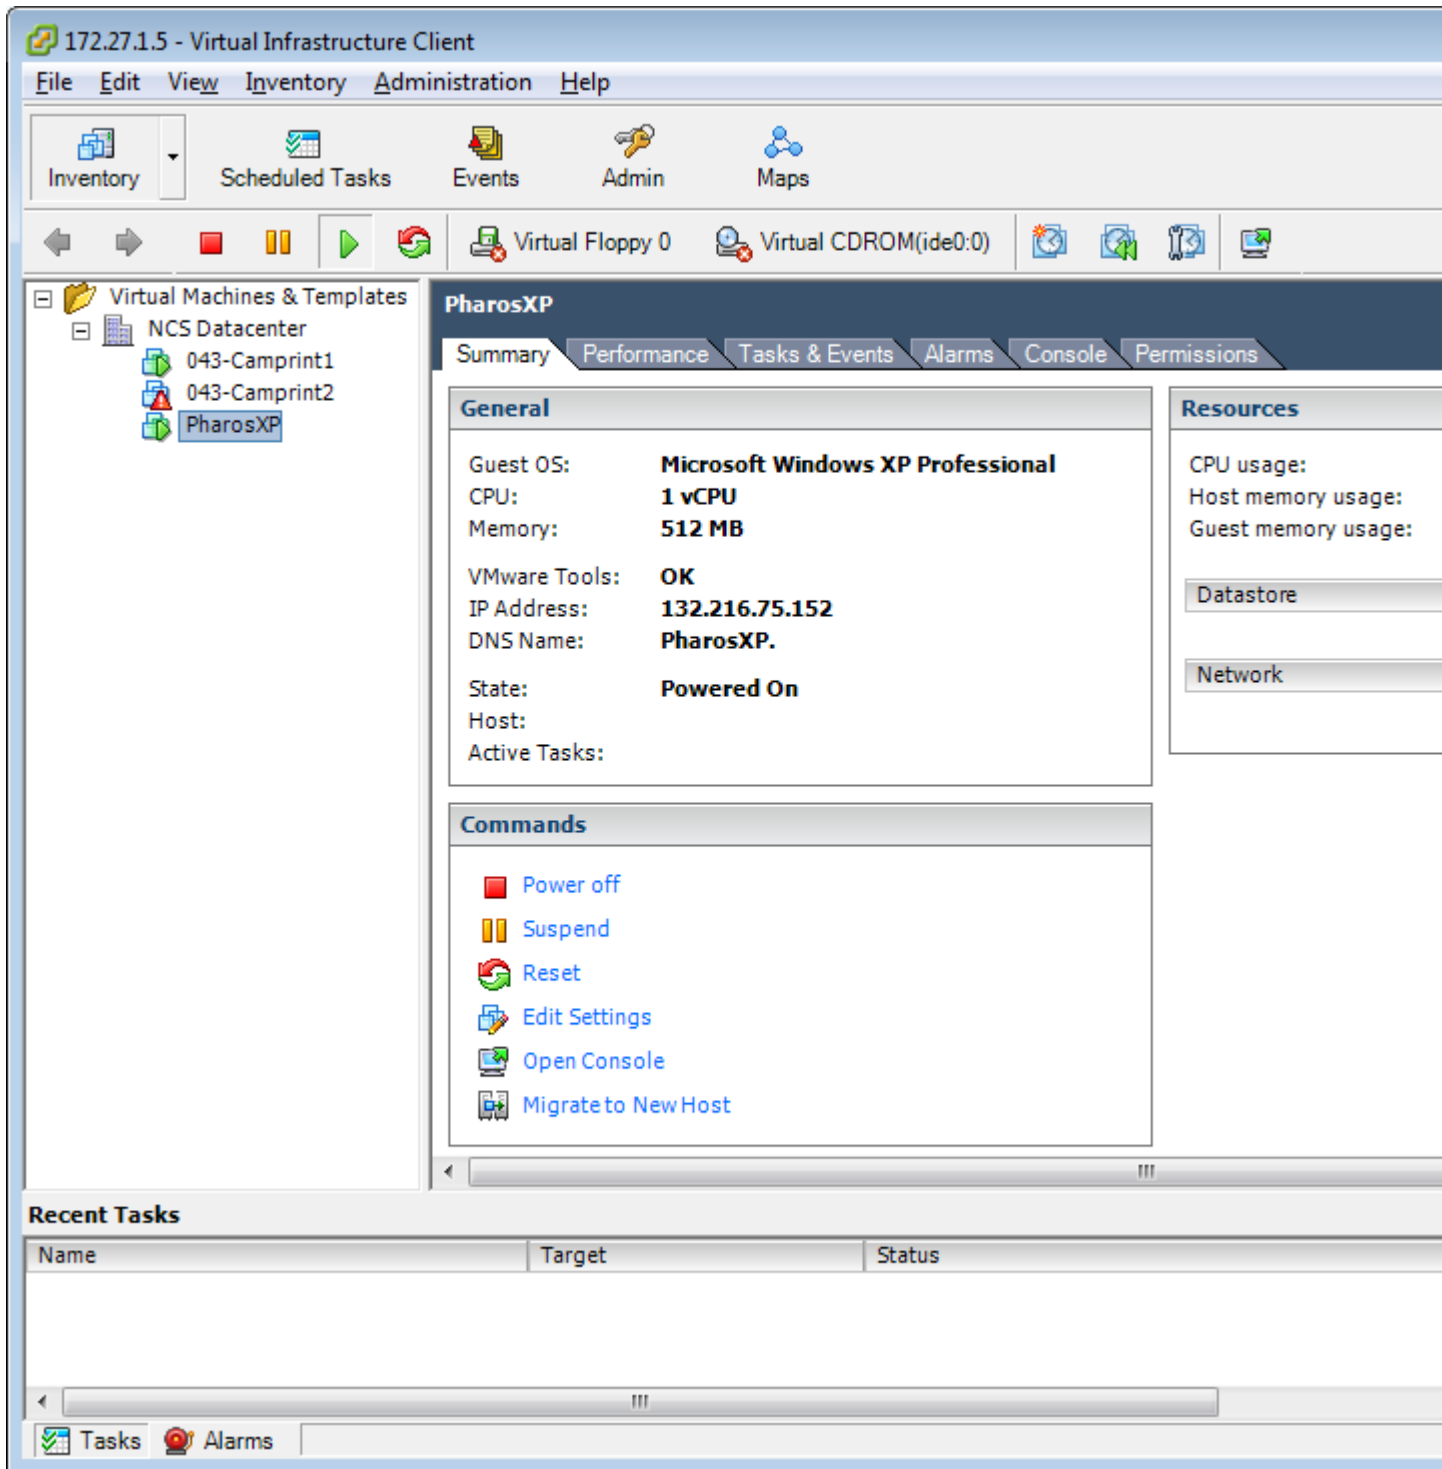 172.27.1.5 - Virtual Infrastructure Client
File Edit View Inventory Administration Help
Inventory Scheduled Tasks Events Admin Maps
Virtual Floppy 0 Virtual CDROM(ide0:0)
Virtual Machines & Templates
NCS Datacenter
043-Camprint1
043-Camprint2
PharosXP
PharosXP
Summary Performance Tasks & Events Alarms Console Permissions
General
Guest OS: Microsoft Windows XP Professional
CPU: 1 vCPU
Memory: 512 MB
VMware Tools: OK
IP Address: 132.216.75.152
DNS Name: PharosXP.
State: Powered On
Host:
Active Tasks:
Resources
CPU usage:
Host memory usage:
Guest memory usage:
Datastore
Network
Commands
Power off
Suspend
Reset
Edit Settings
Open Console
Migrate to New Host
Recent Tasks
Name Target Status
Tasks Alarms